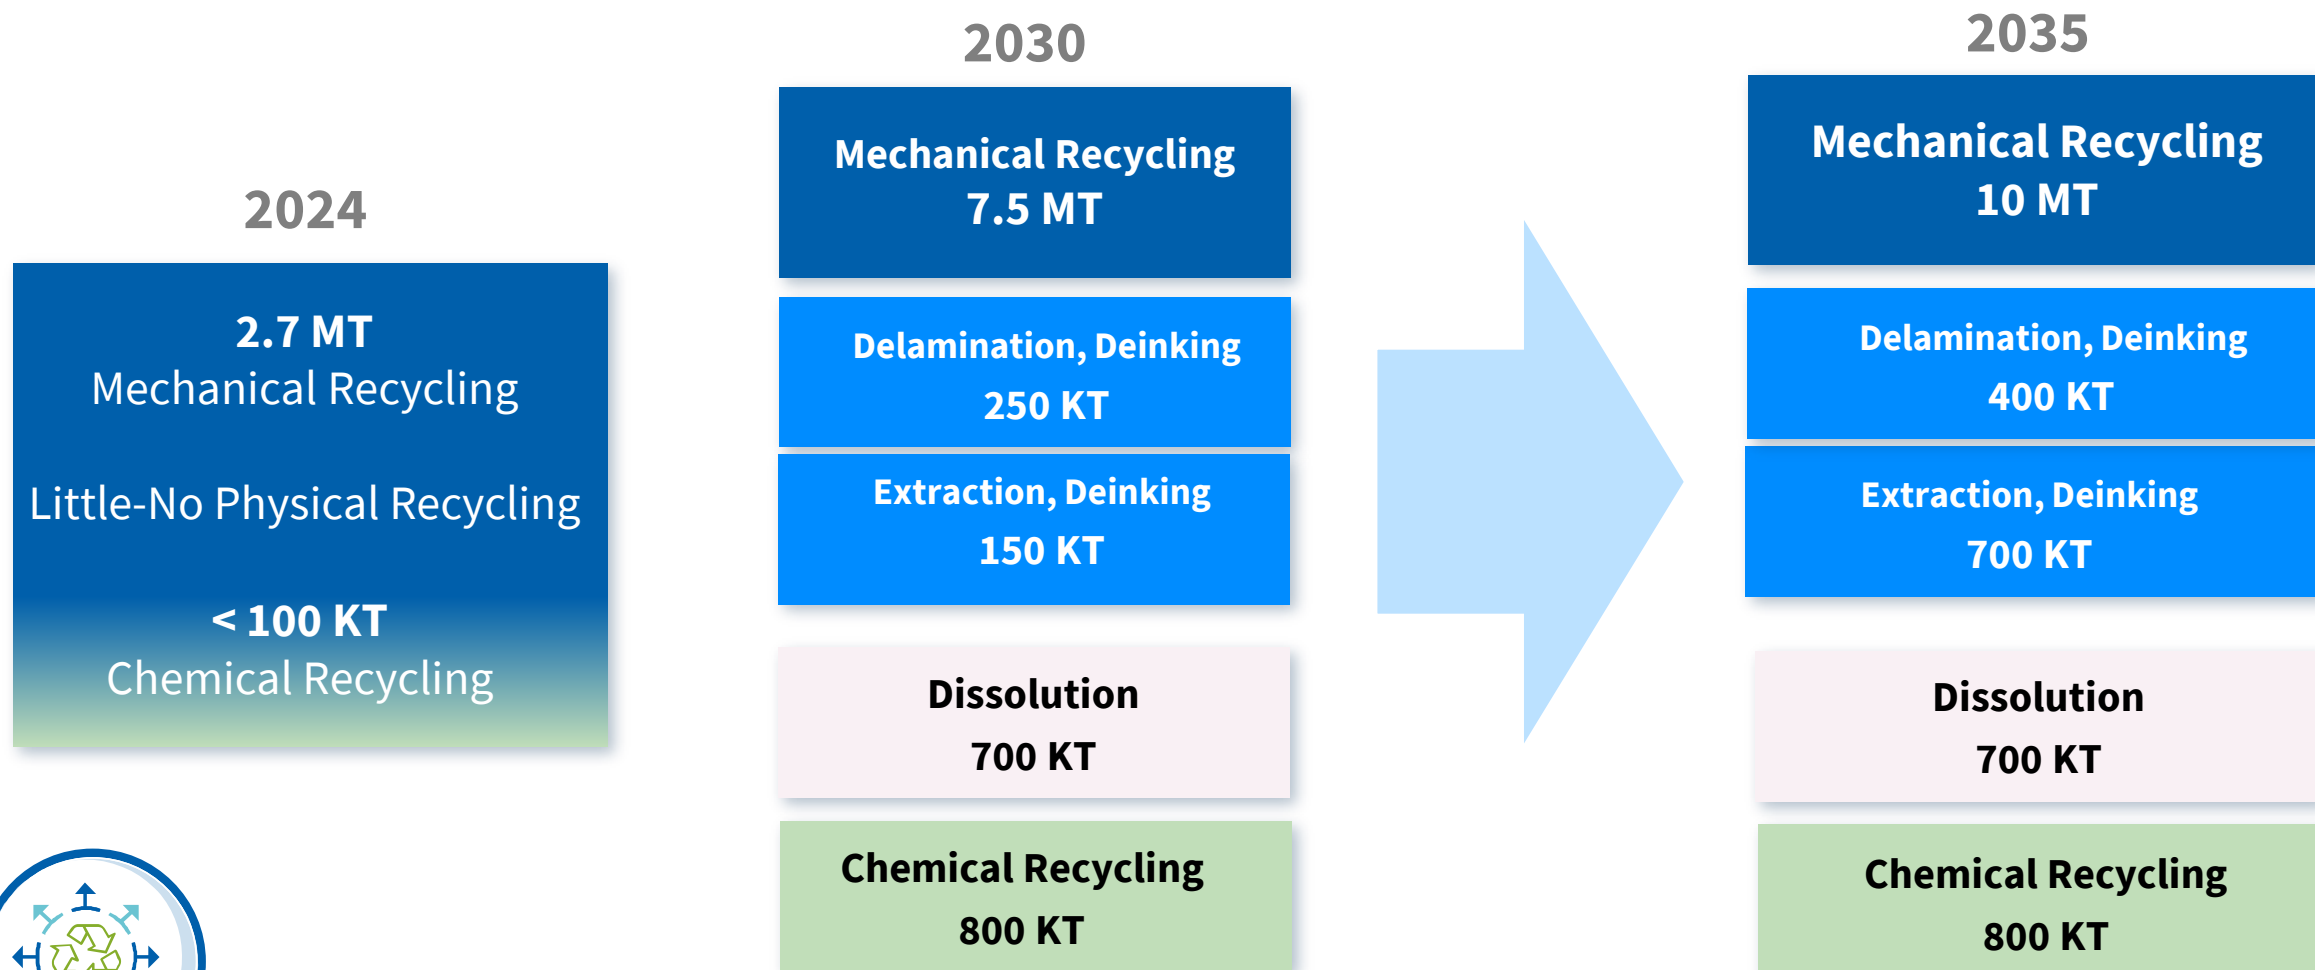 2024
2.7 MT
Mechanical Recycling
Little-No Physical Recycling
< 100 KT
Chemical Recycling
2030
Mechanical Recycling
7.5 MT
Delamination, Deinking
250 KT
Extraction, Deinking
150 KT
Dissolution
700 KT
Chemical Recycling
800 KT
2035
Mechanical Recycling
10 MT
Delamination, Deinking
400 KT
Extraction, Deinking
700 KT
Dissolution
700 KT
Chemical Recycling
800 KT